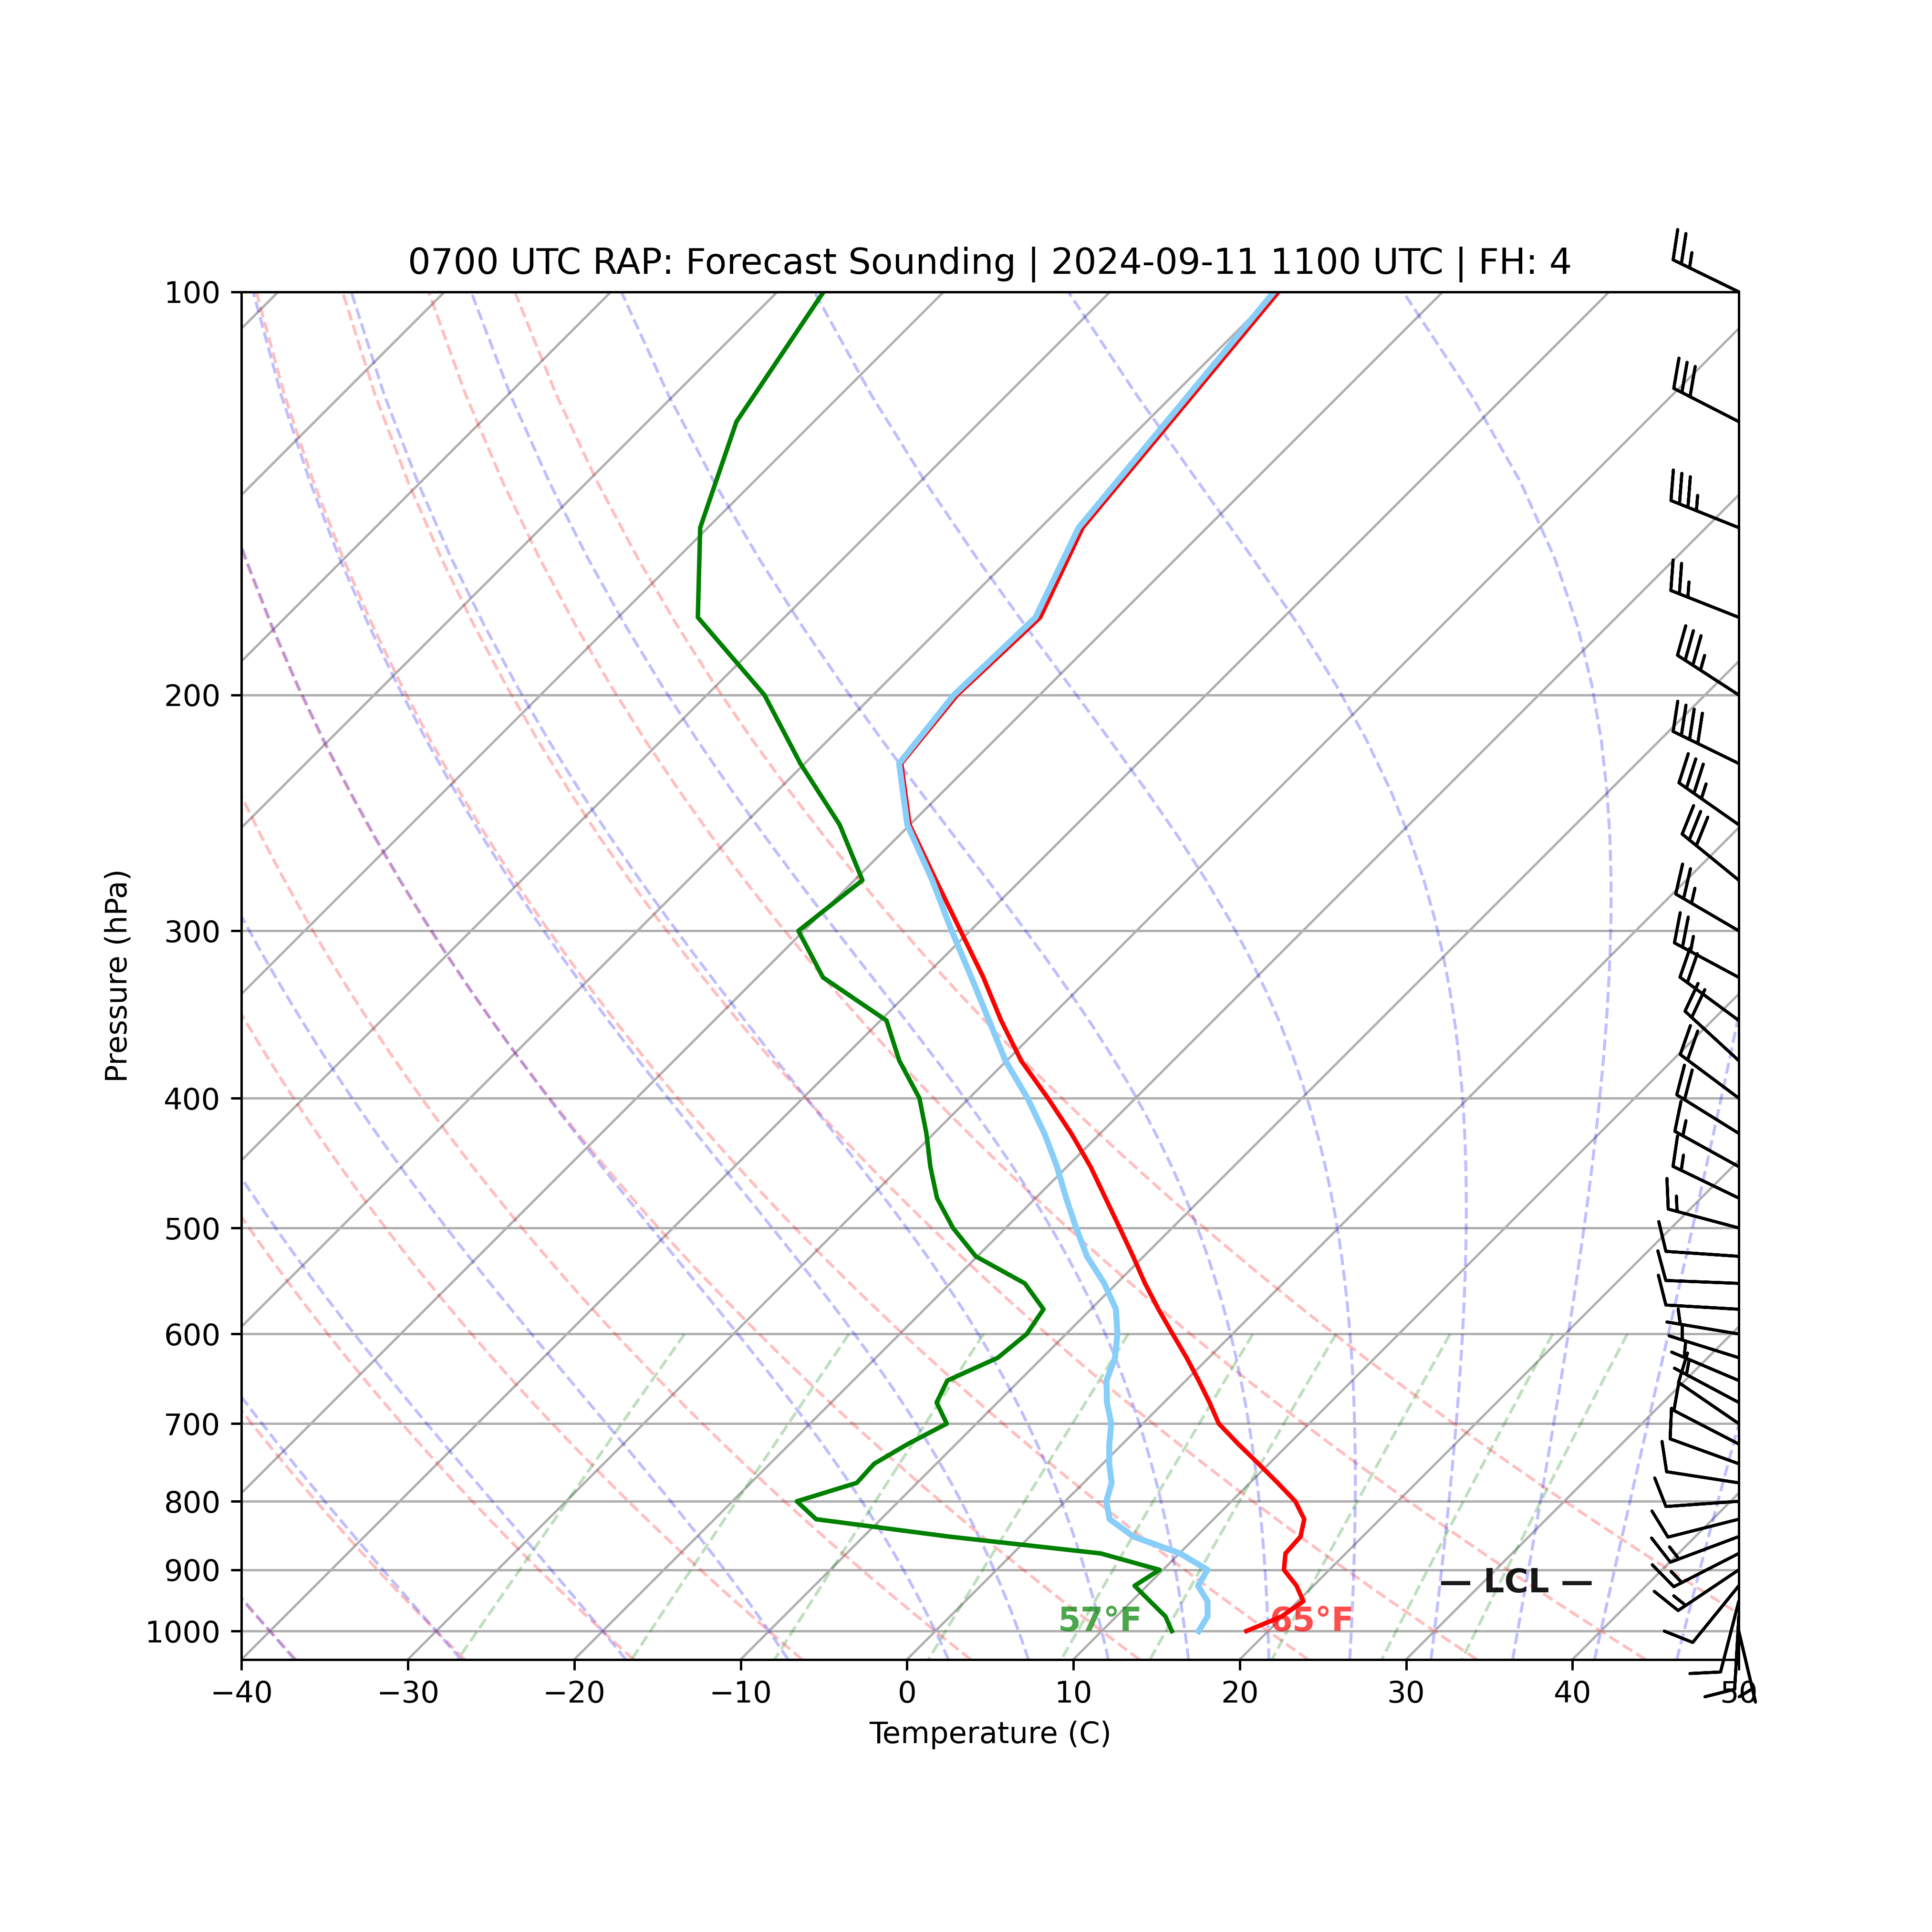 0700 UTC RAP: Forecast Sounding | 2024-09-11 1100 UTC | FH: 4
100
200
300
400
500
600
700
800
900
1000
Pressure (hPa)
— LCL —
57°F
65°F
−40 −30 −20 −10 0 10 20 30 40 50
Temperature (C)